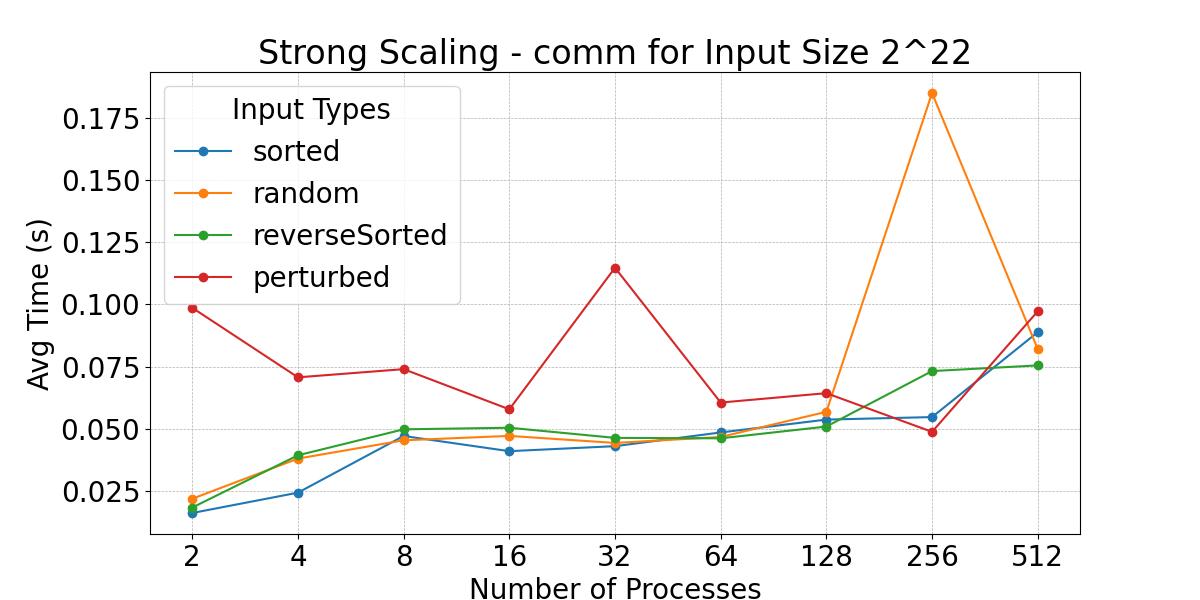 Strong Scaling - comm for Input Size 2^22
Input Types
sorted
random
reverseSorted
perturbed
Avg Time (s)
0.175
0.150
0.125
0.100
0.075
0.050
0.025
2 4 8 16 32 64 128 256 512
Number of Processes